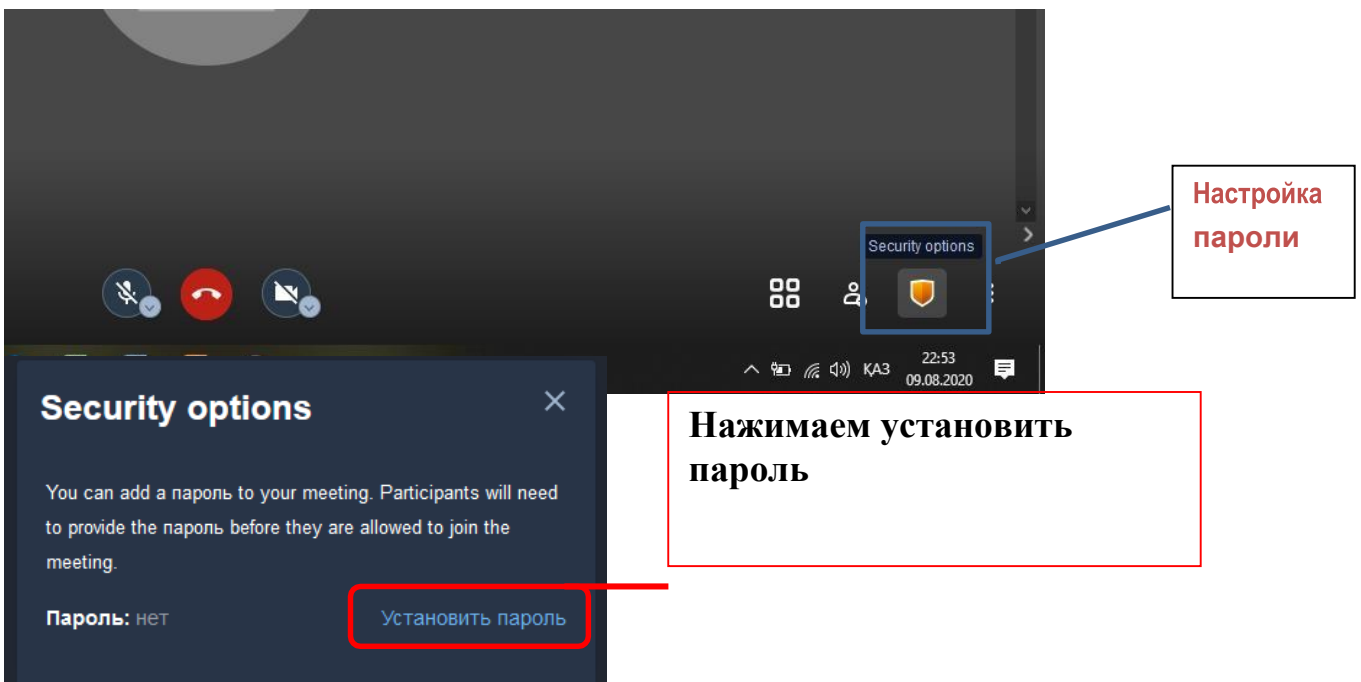 Настройка
пароли
Security options
22:53
ҚАЗ
09.08.2020
Security options
Нажимаем установить
пароль
You can add a пароль to your meeting. Participants will need
to provide the пароль before they are allowed to join the
meeting.
Пароль: нет
Установить пароль